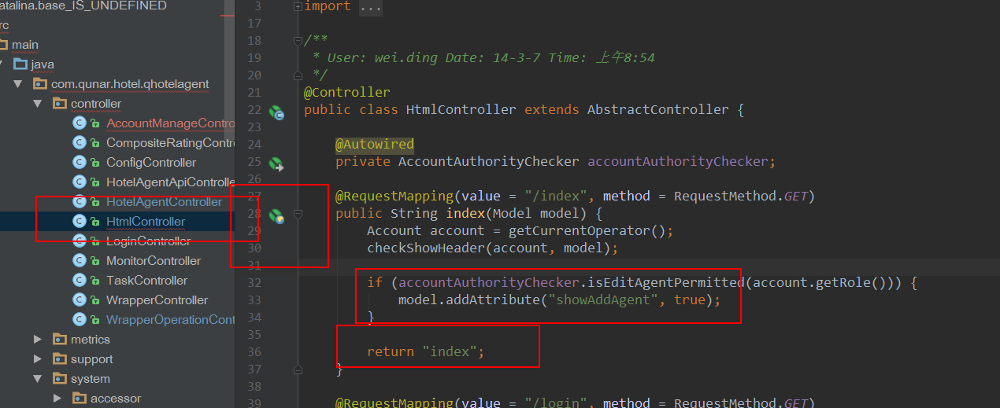 atalina.base_IS_UNDEFINED
rc
main
java
com.qunar.hotel.qhotelagent
controller
AccountManageContro
CompositeRatingContr
ConfigController
HotelAgentApiControlle
HotelAgentController
HtmlController
LoginController
MonitorController
TaskController
WrapperController
WrapperOperationCont
metrics
support
system
accessor
3 import ...
17
18 /**
19 * User: wei.ding Date: 14-3-7 Time: 上午8:54
20 */
21 @Controller
22 public class HtmlController extends AbstractController {
23
24 @Autowired
25 private AccountAuthorityChecker accountAuthorityChecker;
26
27 @RequestMapping(value = "/index", method = RequestMethod.GET)
28 public String index(Model model) {
29 Account account = getCurrentOperator();
30 checkShowHeader(account, model);
31
32 if (accountAuthorityChecker.isEditAgentPermitted(account.getRole())) {
33 model.addAttribute("showAddAgent", true);
34 }
35
36 return "index";
37 }
38
39 @RequestMapping(value = "/login", method = RequestMethod.GET)